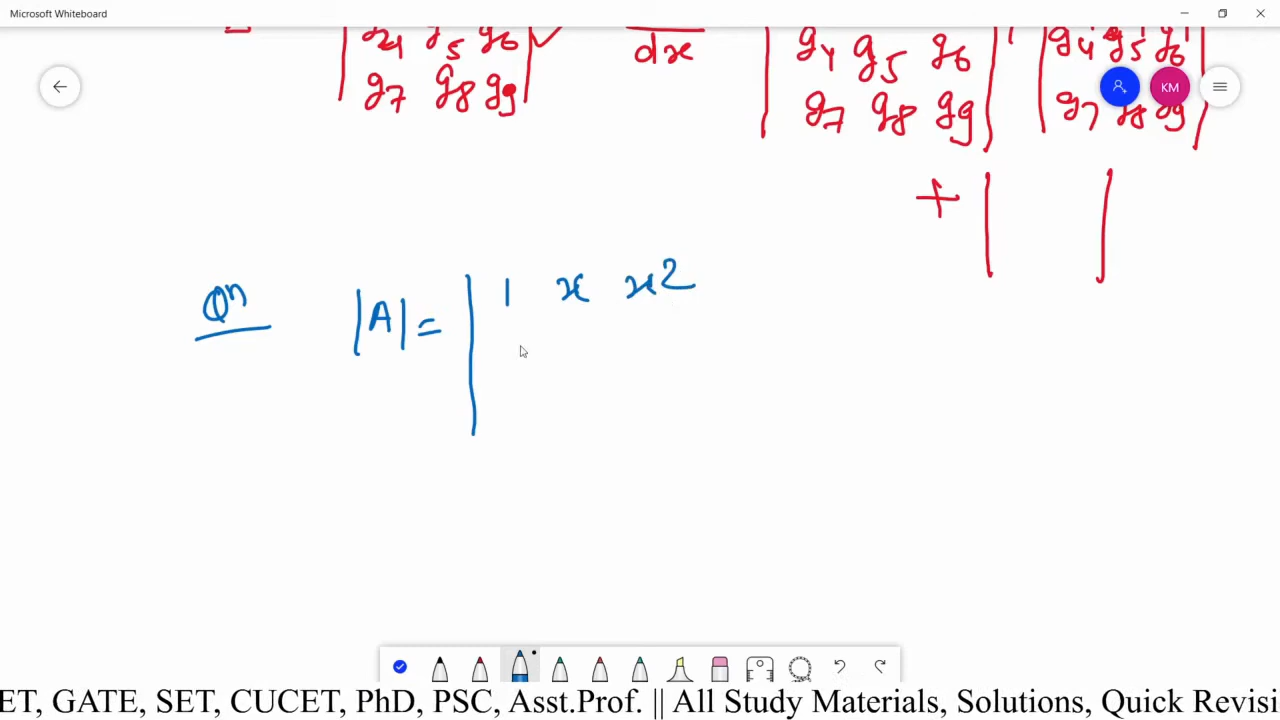 Microsoft Whiteboard
g4 g5 g6
g7 g8 g9
dx
g4 g5 g6
g7 g8 g9
g4' g5' g6'
g7 g8 g9
KM
+ | |
Qn |A| = | 1 x x2
ET, GATE, SET, CUCET, PhD, PSC, Asst.Prof. || All Study Materials, Solutions, Quick Revisi